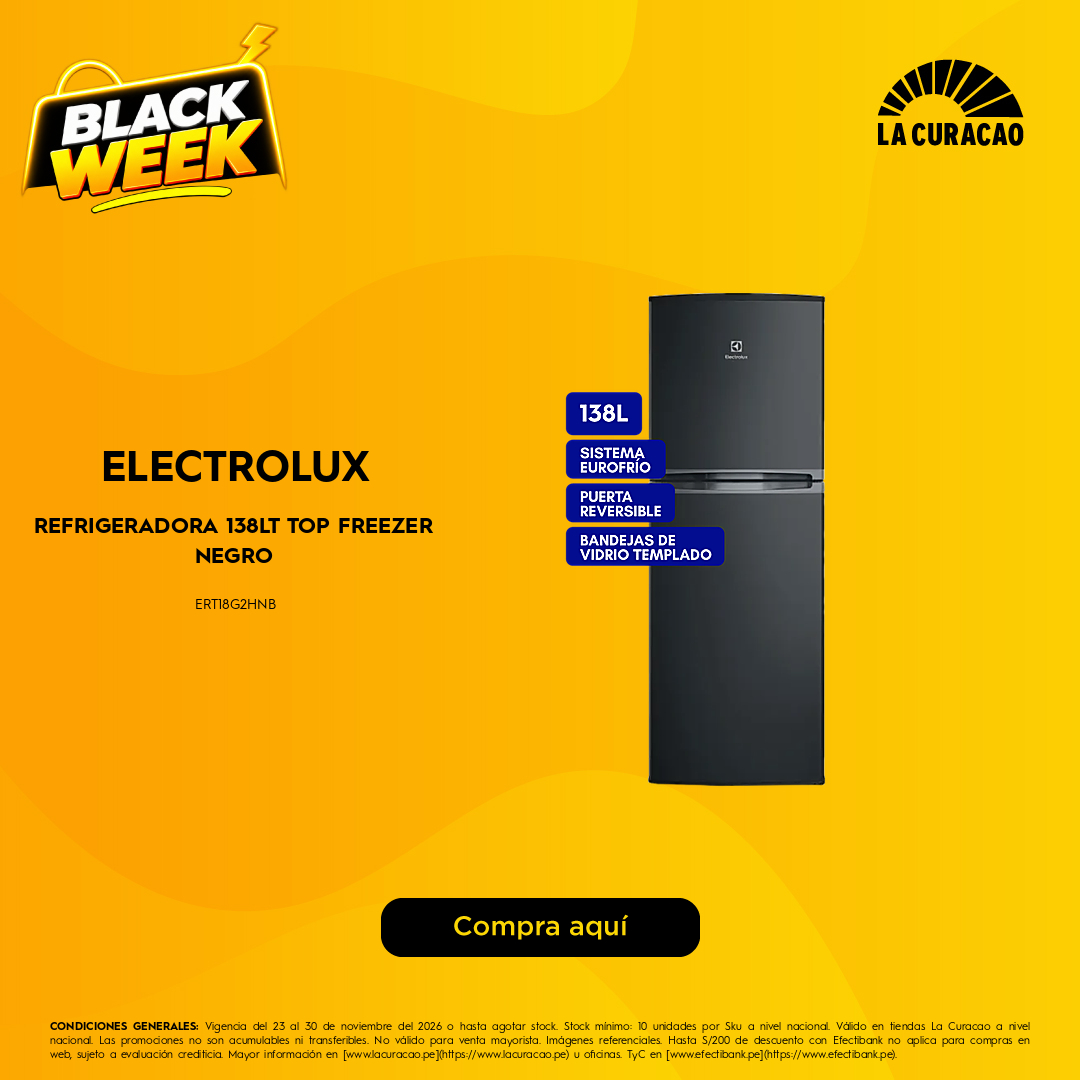 BLACK
WEEK
LA CURACAO
Electrolux
138L
SISTEMA
EUROFRÍO
PUERTA
REVERSIBLE
BANDEJAS DE
VIDRIO TEMPLADO
ELECTROLUX
REFRIGERADORA 138LT TOP FREEZER
NEGRO
ERT18G2HNB
Compra aquí
CONDICIONES GENERALES: Vigencia del 23 al 30 de noviembre del 2026 o hasta agotar stock. Stock mínimo: 10 unidades por Sku a nivel nacional. Válido en tiendas La Curacao a nivel
nacional. Las promociones no son acumulables ni transferibles. No válido para venta mayorista. Imágenes referenciales. Hasta S/200 de descuento con Efectibank no aplica para compras en
web, sujeto a evaluación crediticia. Mayor información en [www.lacuracao.pe](https://www.lacuracao.pe) u oficinas. TyC en [www.efectibank.pe](https://www.efectibank.pe).